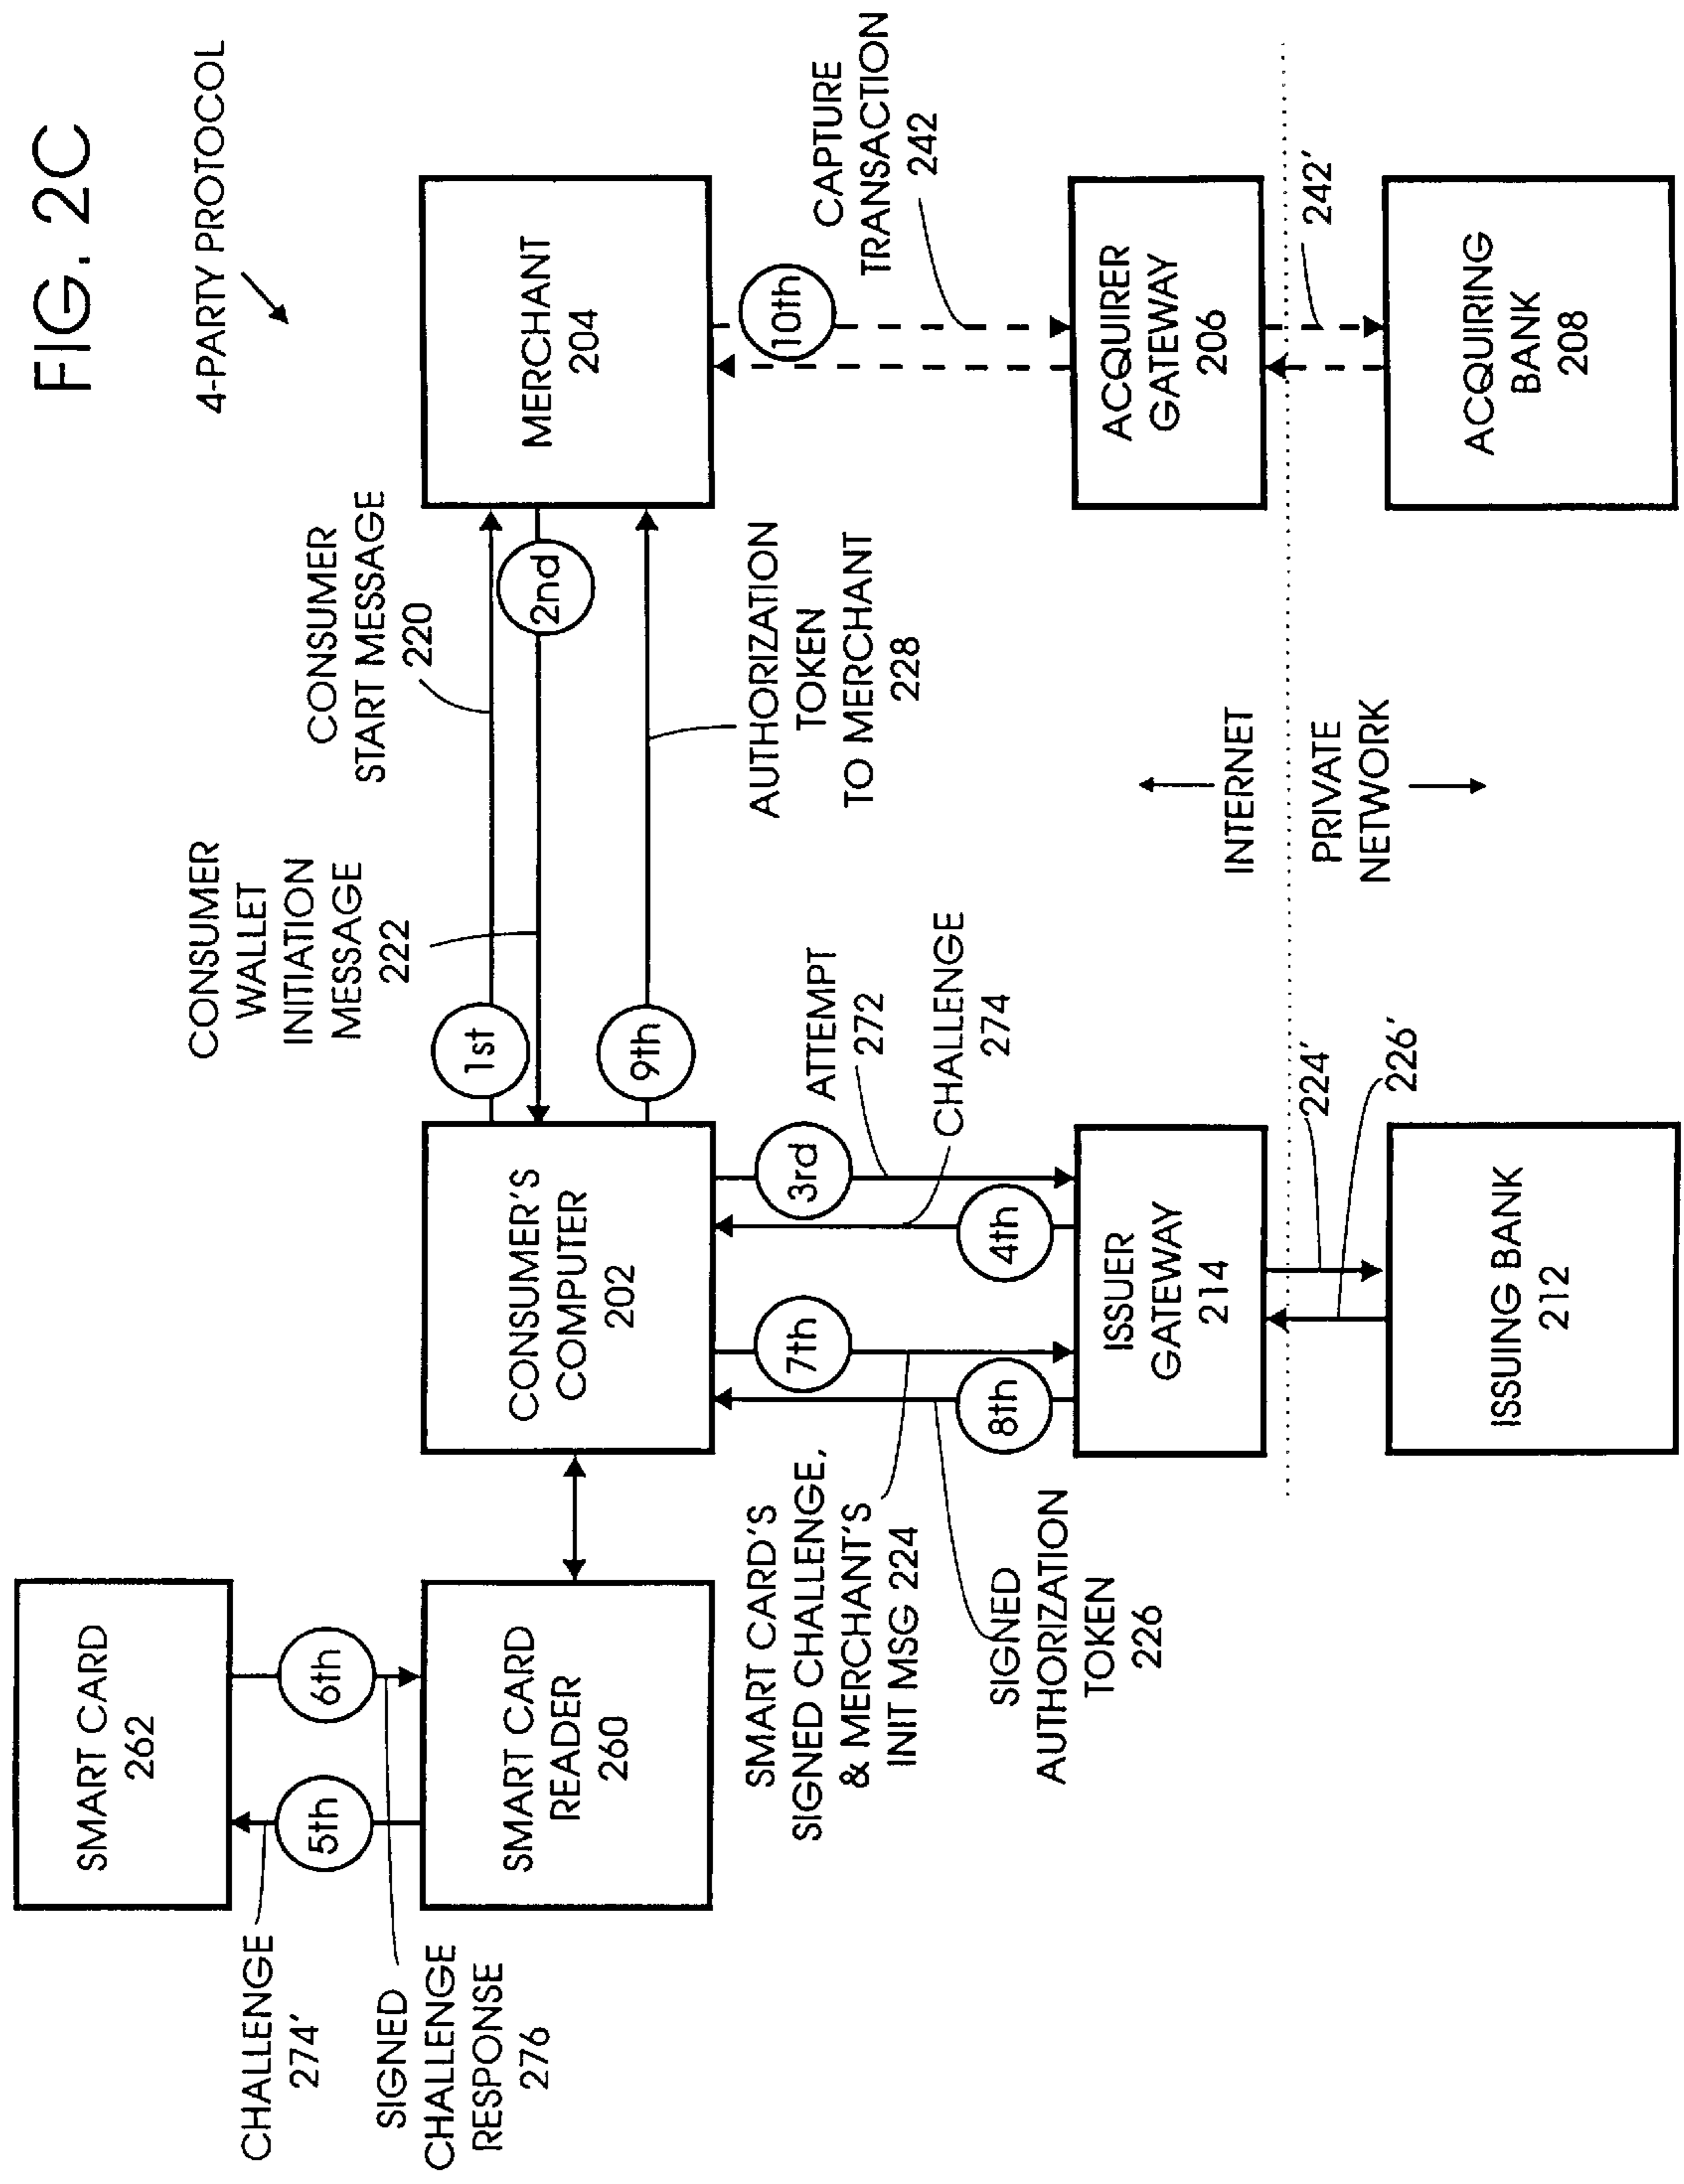 FIG. 2C
4-PARTY PROTOCOL
SMART CARD
262
CHALLENGE
274'
5th
6th
SIGNED
CHALLENGE
RESPONSE
276
SMART CARD
READER
260
CONSUMER'S
COMPUTER
202
CONSUMER
WALLET
INITIATION
MESSAGE
222
CONSUMER
START MESSAGE
220
1st
2nd
9th
MERCHANT
204
AUTHORIZATION
TOKEN
TO MERCHANT
228
SMART CARD'S
SIGNED CHALLENGE,
& MERCHANT'S
INIT MSG 224
7th
3rd
ATTEMPT
272
CHALLENGE
274
8th
4th
SIGNED
AUTHORIZATION
TOKEN
226
10th
CAPTURE
TRANSACTION
242
ISSUER
GATEWAY
214
ACQUIRER
GATEWAY
206
INTERNET
PRIVATE
NETWORK
224'
226'
242'
ISSUING BANK
212
ACQUIRING
BANK
208